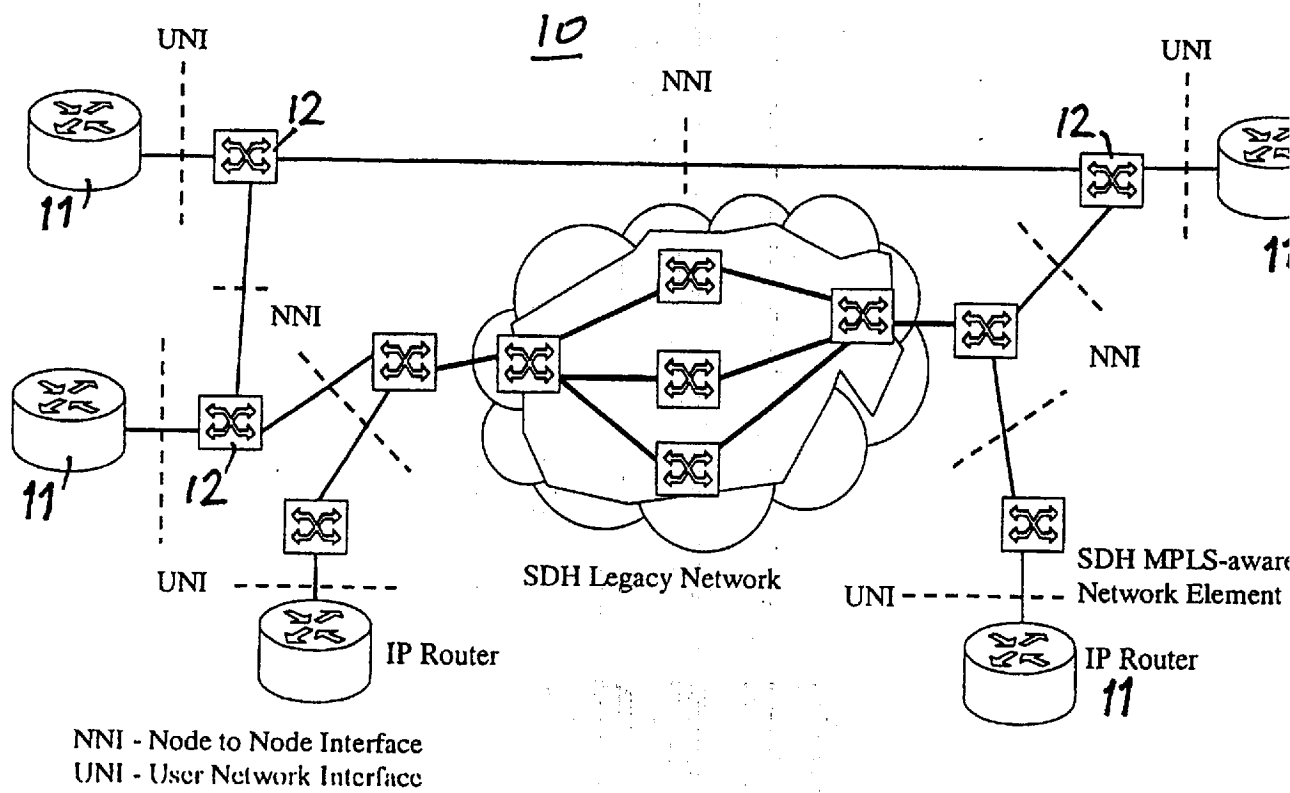 10
UNI
NNI
UNI
12
12
11
11
NNI
NNI
11
12
UNI
SDH Legacy Network
UNI
SDH MPLS-aware
Network Element
IP Router
IP Router
11
NNI - Node to Node Interface
UNI - User Network Interface